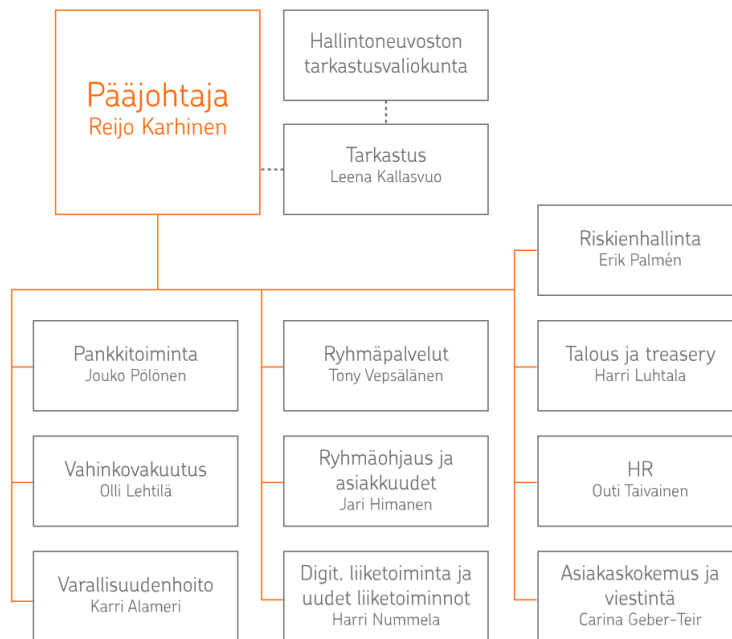 Pääjohtaja
Reijo Karhinen
Hallintoneuvoston
tarkastusvaliokunta
Tarkastus
Leena Kallasvuo
Riskienhallinta
Erik Palmén
Pankkitoiminta
Jouko Pölönen
Ryhmäpalvelut
Tony Vepsälänen
Talous ja treasery
Harri Luhtala
Vahinkovakuutus
Olli Lehtilä
Ryhmäohjaus ja
asiakkuudet
Jari Himanen
HR
Outi Taivainen
Varallisuudenhoito
Karri Alameri
Digit. liiketoiminta ja
uudet liiketoiminnot
Harri Nummela
Asiakaskokemus ja
viestintä
Carina Geber-Teir